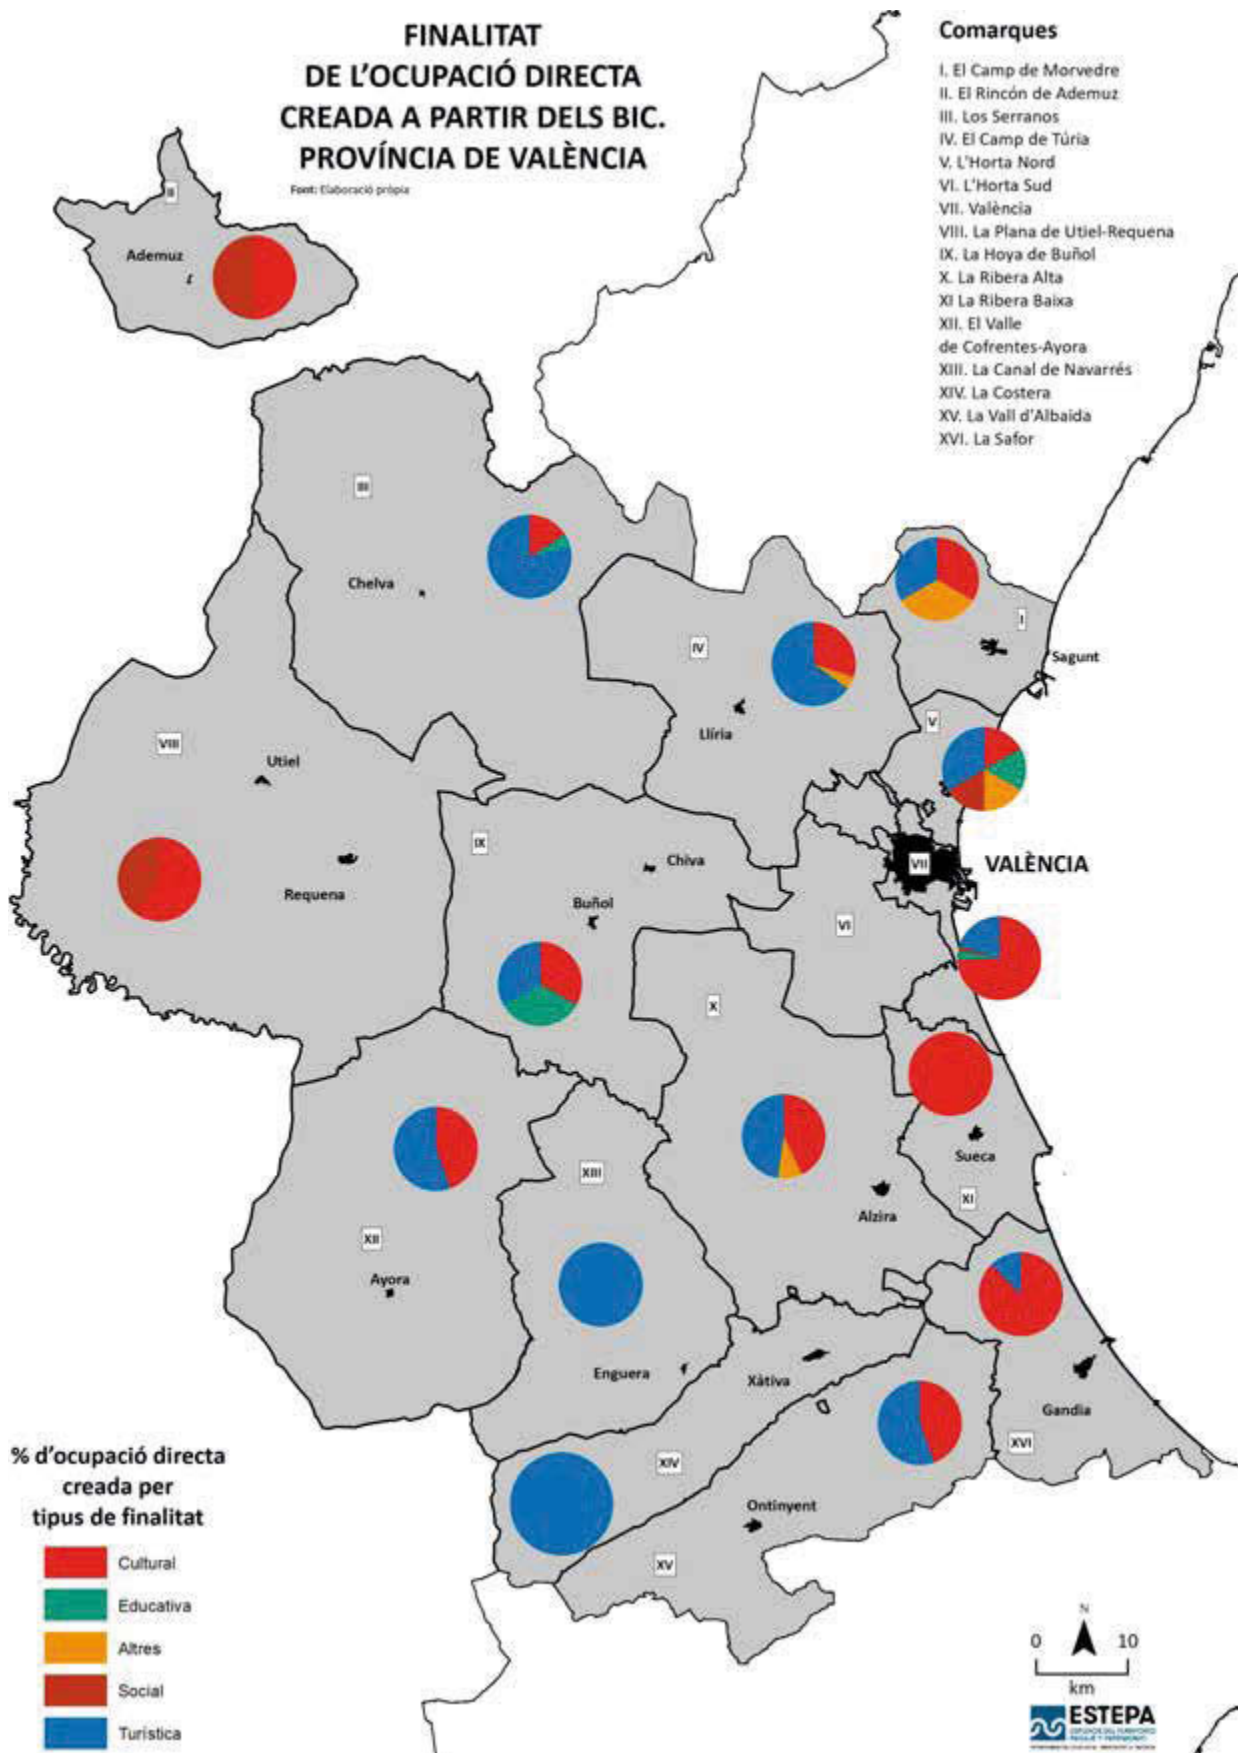 FINALITAT
DE L'OCUPACIÓ DIRECTA
CREADA A PARTIR DELS BIC.
PROVÍNCIA DE VALÈNCIA
Font: Elaboració pròpia
Comarques
I. El Camp de Morvedre
II. El Rincón de Ademuz
III. Los Serranos
IV. El Camp de Túria
V. L'Horta Nord
VI. L'Horta Sud
VII. València
VIII. La Plana de Utiel-Requena
IX. La Hoya de Buñol
X. La Ribera Alta
XI La Ribera Baixa
XII. El Valle
de Cofrentes-Ayora
XIII. La Canal de Navarrés
XIV. La Costera
XV. La Vall d'Albaida
XVI. La Safor
II
Ademuz
III
Chelva
IV
Llíria
I
Sagunt
V
VIII
Utiel
Requena
IX
Chiva
Buñol
VII
VALÈNCIA
VI
X
Alzira
Sueca
XI
XII
Ayora
XIII
Enguera
Xàtiva
XIV
Ontinyent
XV
Gandia
XVI
% d'ocupació directa
creada per
tipus de finalitat
Cultural
Educativa
Altres
Social
Turística
N
0 10
km
ESTEPA